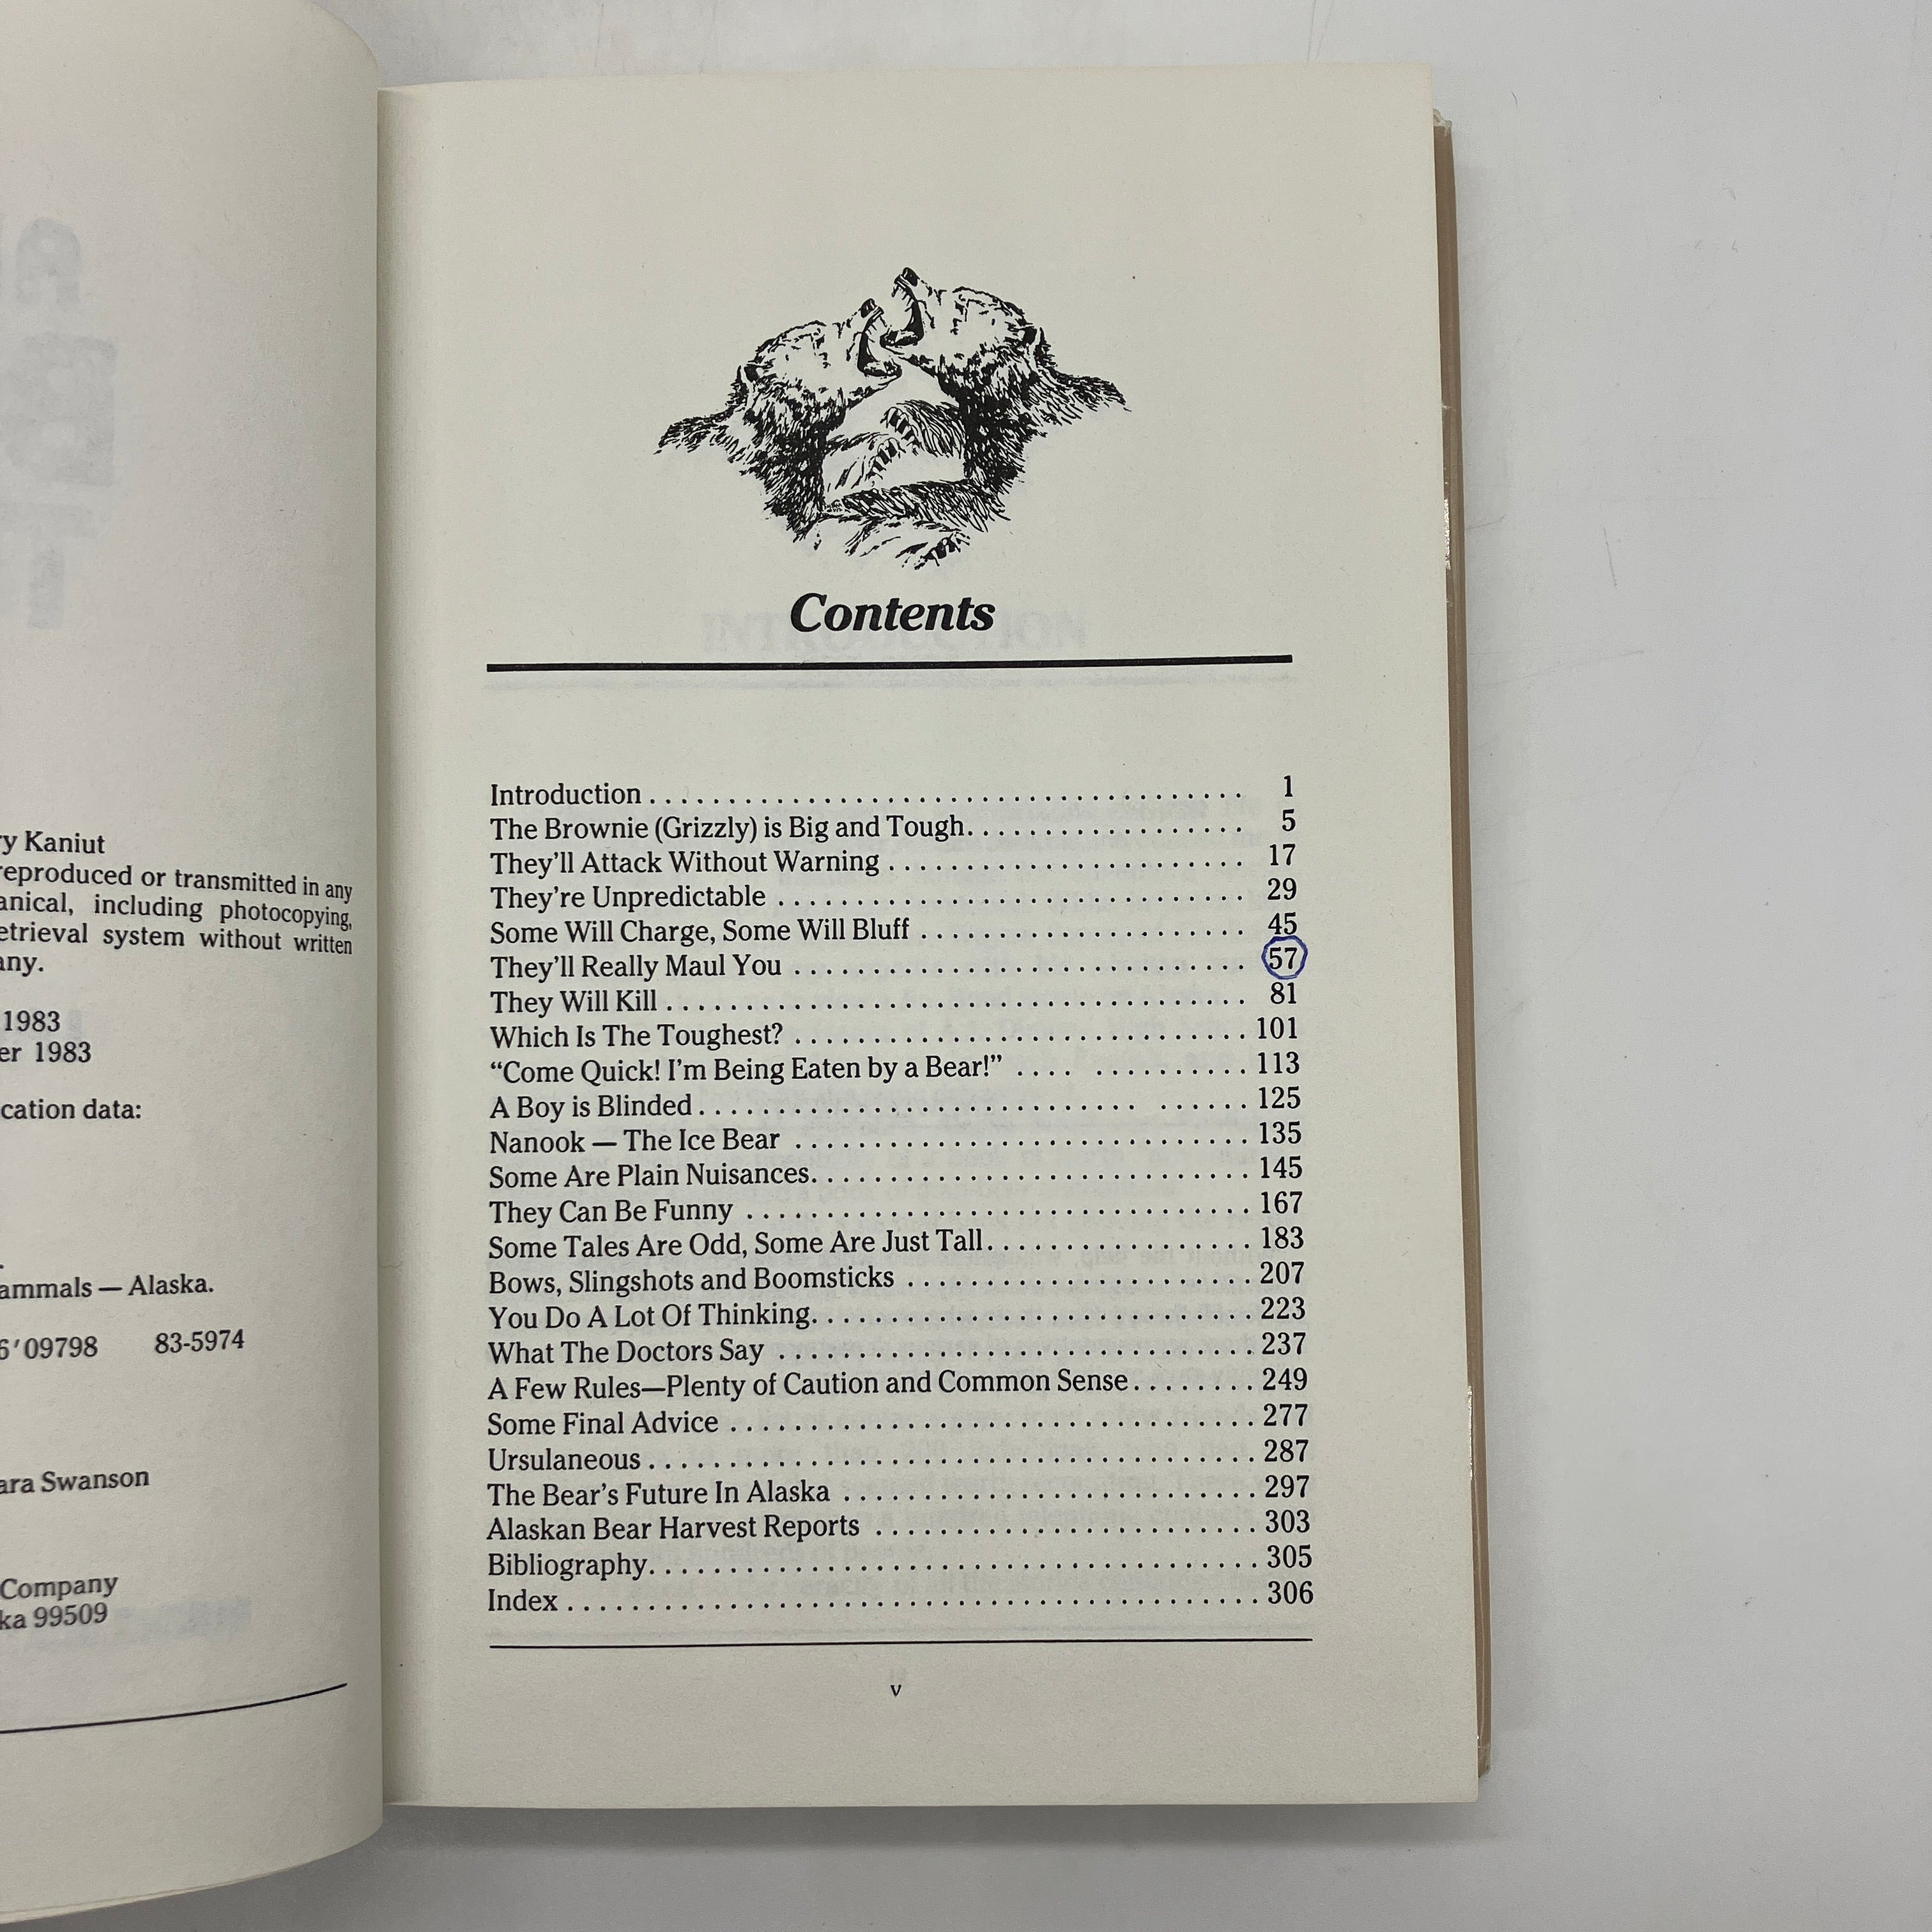 ry Kaniut
reproduced or transmitted in any
anical, including photocopying,
etrieval system without written
any.
1983
er 1983
cation data:
ammals — Alaska.
6'09798 83-5974
ara Swanson
Company
ka 99509
Contents
Introduction . . . . . . . . . . . . . . . . . . . . 1
The Brownie (Grizzly) is Big and Tough. . . . . . . . . . 5
They'll Attack Without Warning . . . . . . . . . . 17
They're Unpredictable . . . . . . . . . . 29
Some Will Charge, Some Will Bluff . . . . . . . . . . 45
They'll Really Maul You . . . . . . . . . . 57
They Will Kill . . . . . . . . . . 81
Which Is The Toughest? . . . . . . . . . . 101
“Come Quick! I'm Being Eaten by a Bear!” . . . . . . . . . . 113
A Boy is Blinded . . . . . . . . . . 125
Nanook — The Ice Bear . . . . . . . . . . 135
Some Are Plain Nuisances. . . . . . . . . . 145
They Can Be Funny . . . . . . . . . . 167
Some Tales Are Odd, Some Are Just Tall. . . . . . . . . . 183
Bows, Slingshots and Boomsticks . . . . . . . . . . 207
You Do A Lot Of Thinking. . . . . . . . . . 223
What The Doctors Say . . . . . . . . . . 237
A Few Rules—Plenty of Caution and Common Sense. . . . . . . . 249
Some Final Advice . . . . . . . . . . 277
Ursulaneous . . . . . . . . . . 287
The Bear's Future In Alaska . . . . . . . . . . 297
Alaskan Bear Harvest Reports . . . . . . . . . . 303
Bibliography. . . . . . . . . . 305
Index . . . . . . . . . . 306
v